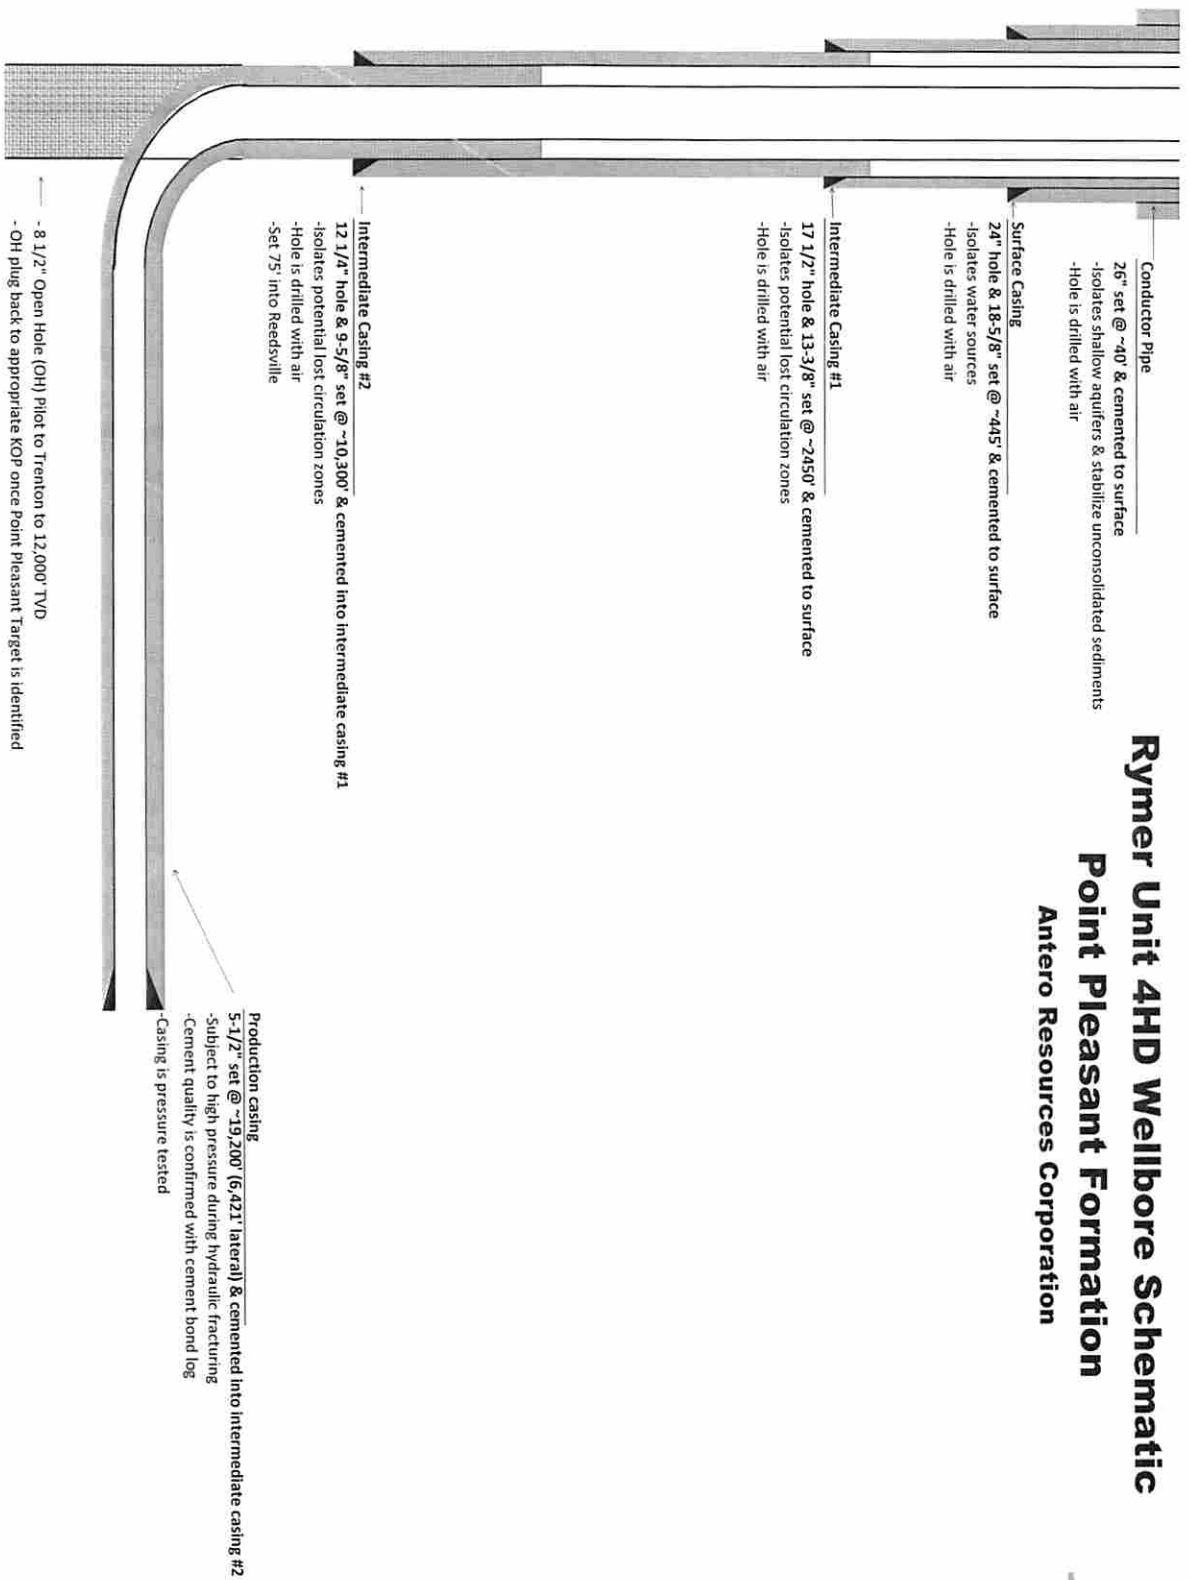 Rymer Unit 4HD Wellbore Schematic
Point Pleasant Formation
Antero Resources Corporation
Conductor Pipe
26" set @ ~40' & cemented to surface
-Isolates shallow aquifers & stabilize unconsolidated sediments
-Hole is drilled with air
Surface Casing
24" hole & 18-5/8" set @ ~445' & cemented to surface
-Isolates water sources
-Hole is drilled with air
Intermediate Casing #1
17 1/2" hole & 13-3/8" set @ ~2450' & cemented to surface
-Isolates potential lost circulation zones
-Hole is drilled with air
Intermediate Casing #2
12 1/4" hole & 9-5/8" set @ ~10,300' & cemented into intermediate casing #1
-Isolates potential lost circulation zones
-Hole is drilled with air
-Set 75' into Reedsville
Production casing
5-1/2" set @ ~19,200' (6,421' lateral) & cemented into intermediate casing #2
-Subject to high pressure during hydraulic fracturing
-Cement quality is confirmed with cement bond log
-Casing is pressure tested
- 8 1/2" Open Hole (OH) Pilot to Trenton to 12,000' TVD
- OH plug back to appropriate KOP once Point Pleasant Target is identified